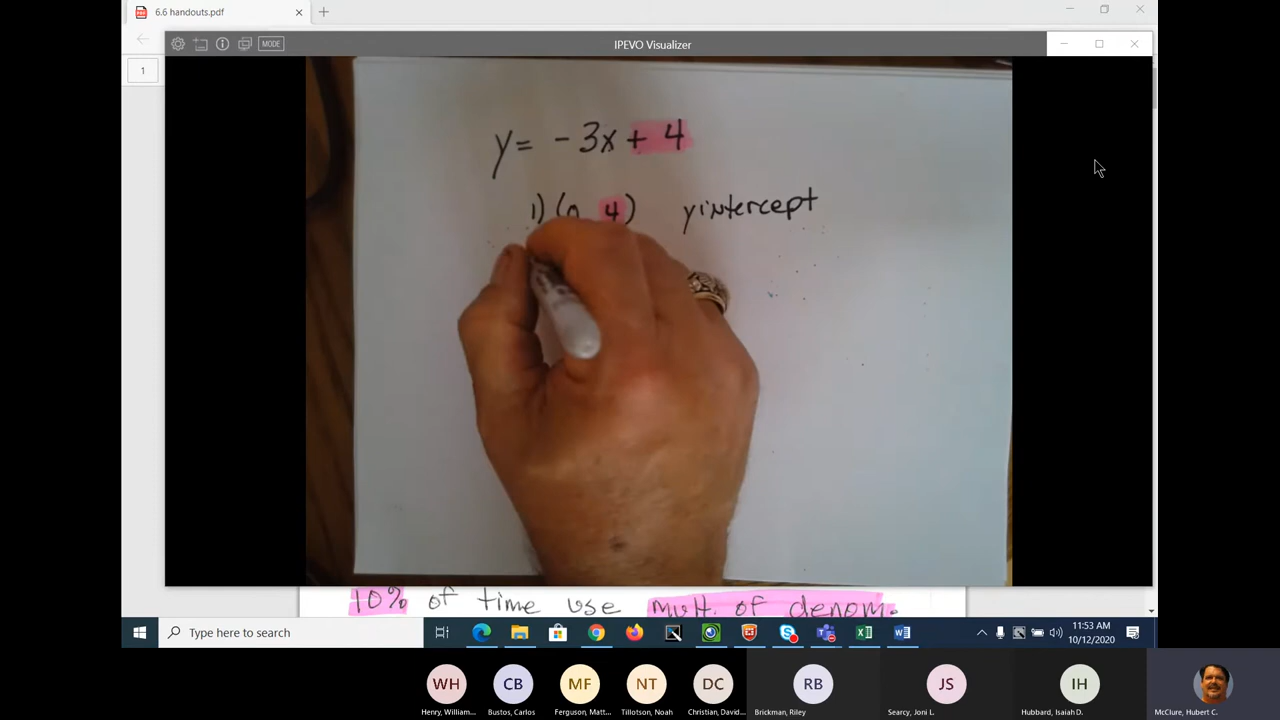 6.6 handouts.pdf
MODE
IPEVO Visualizer
1
y = - 3x + 4
1) (0, 4) y intercept
10% of time use mult. of denom.
Type here to search
11:53 AM
10/12/2020
WH
CB
MF
NT
DC
RB
JS
IH
Henry, William...
Bustos, Carlos
Ferguson, Matt...
Tillotson, Noah
Christian, David...
Brickman, Riley
Searcy, Joni L.
Hubbard, Isaiah D.
McClure, Hubert C.